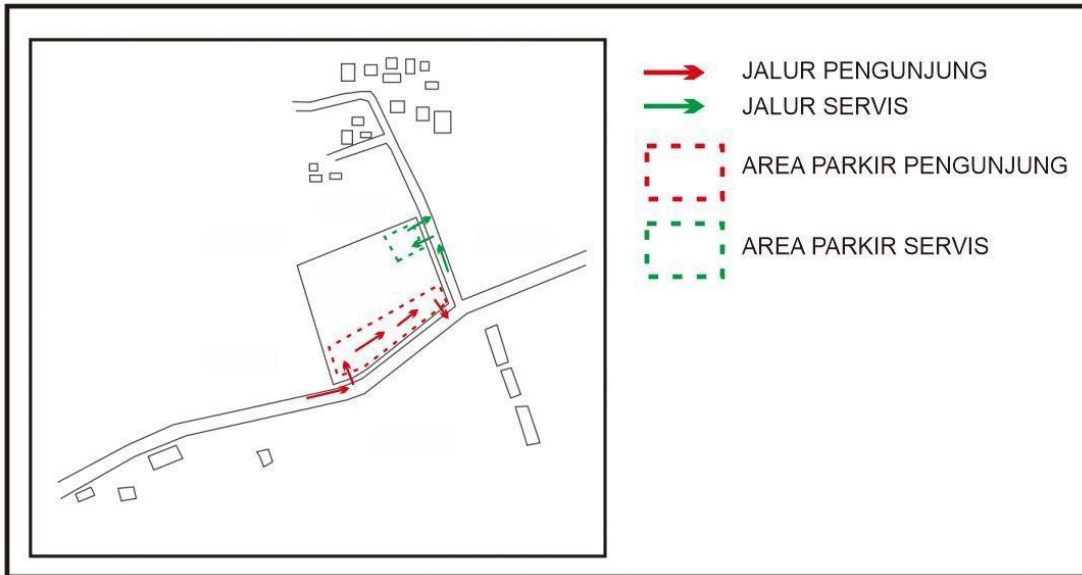 JALUR PENGUNJUNG
JALUR SERVIS
AREA PARKIR PENGUNJUNG
AREA PARKIR SERVIS